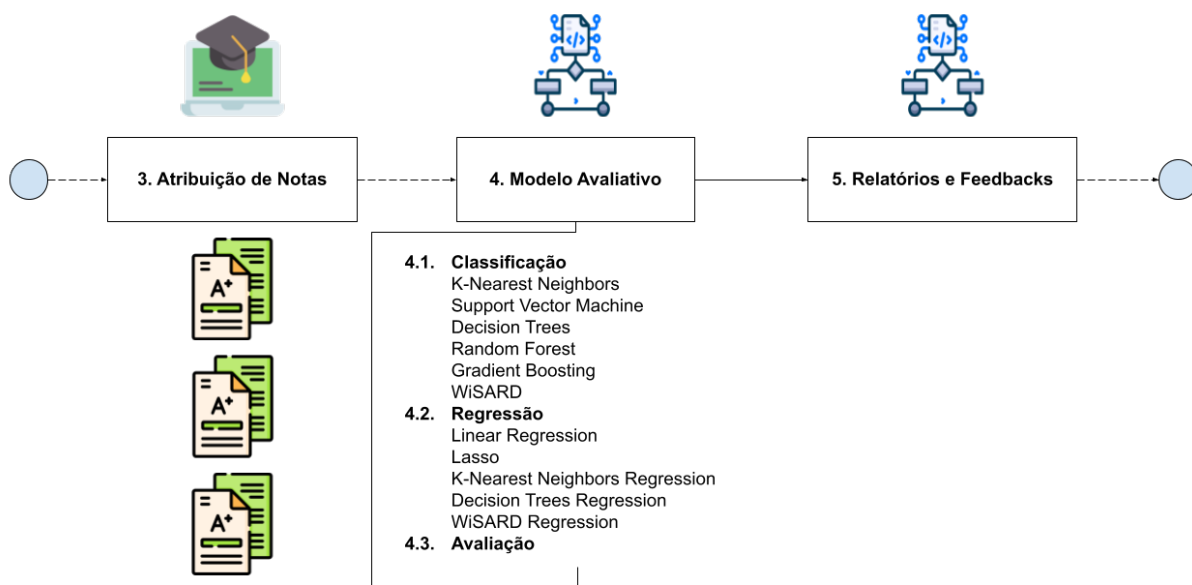 </>
</>
3. Atribuição de Notas
4. Modelo Avaliativo
5. Relatórios e Feedbacks
4.1. Classificação
K-Nearest Neighbors
Support Vector Machine
Decision Trees
Random Forest
Gradient Boosting
WiSARD
4.2. Regressão
Linear Regression
Lasso
K-Nearest Neighbors Regression
Decision Trees Regression
WiSARD Regression
4.3. Avaliação
A+
A+
A+